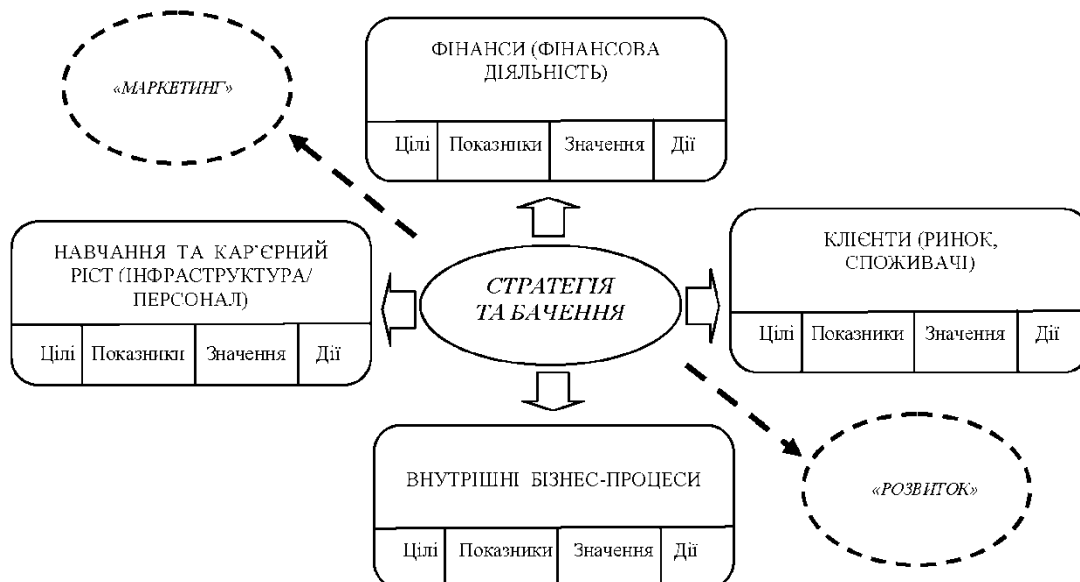 ФІНАНСИ (ФІНАНСОВА
ДІЯЛЬНІСТЬ)
Цілі Показники Значення Дії
«МАРКЕТИНГ»
НАВЧАННЯ ТА КАР’ЄРНИЙ
РІСТ (ІНФРАСТРУКТУРА/
ПЕРСОНАЛ)
Цілі Показники Значення Дії
СТРАТЕГІЯ
ТА БАЧЕННЯ
КЛІЄНТИ (РИНОК,
СПОЖИВАЧІ)
Цілі Показники Значення Дії
ВНУТРІШНІ БІЗНЕС-ПРОЦЕСИ
Цілі Показники Значення Дії
«РОЗВИТОК»